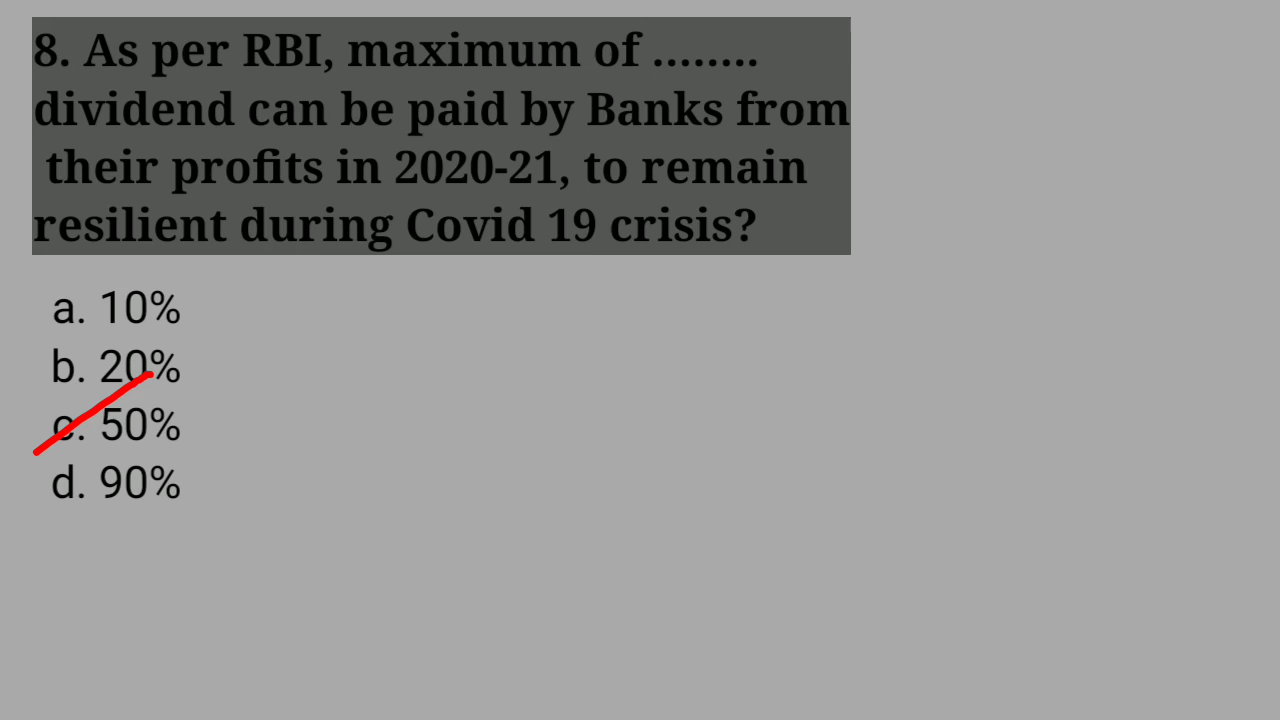 8. As per RBI, maximum of ........
dividend can be paid by Banks from
their profits in 2020-21, to remain
resilient during Covid 19 crisis?
a. 10%
b. 20%
c. 50%
d. 90%